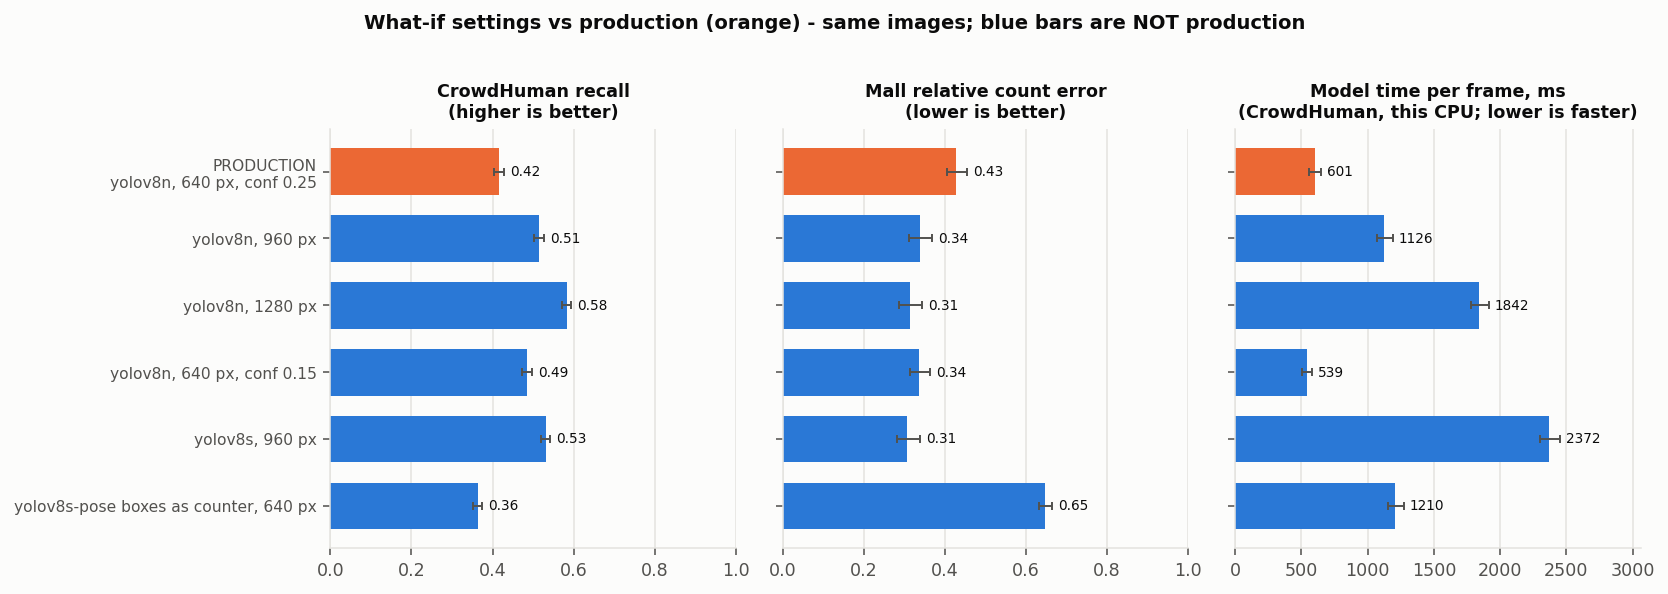 What-if settings vs production (orange) - same images; blue bars are NOT production
CrowdHuman recall
(higher is better)
Mall relative count error
(lower is better)
Model time per frame, ms
(CrowdHuman, this CPU; lower is faster)
PRODUCTION
yolov8n, 640 px, conf 0.25
0.42
0.43
601
yolov8n, 960 px
0.51
0.34
1126
yolov8n, 1280 px
0.58
0.31
1842
yolov8n, 640 px, conf 0.15
0.49
0.34
539
yolov8s, 960 px
0.53
0.31
2372
yolov8s-pose boxes as counter, 640 px
0.36
0.65
1210
0.0 0.2 0.4 0.6 0.8 1.0
0.0 0.2 0.4 0.6 0.8 1.0
0 500 1000 1500 2000 2500 3000